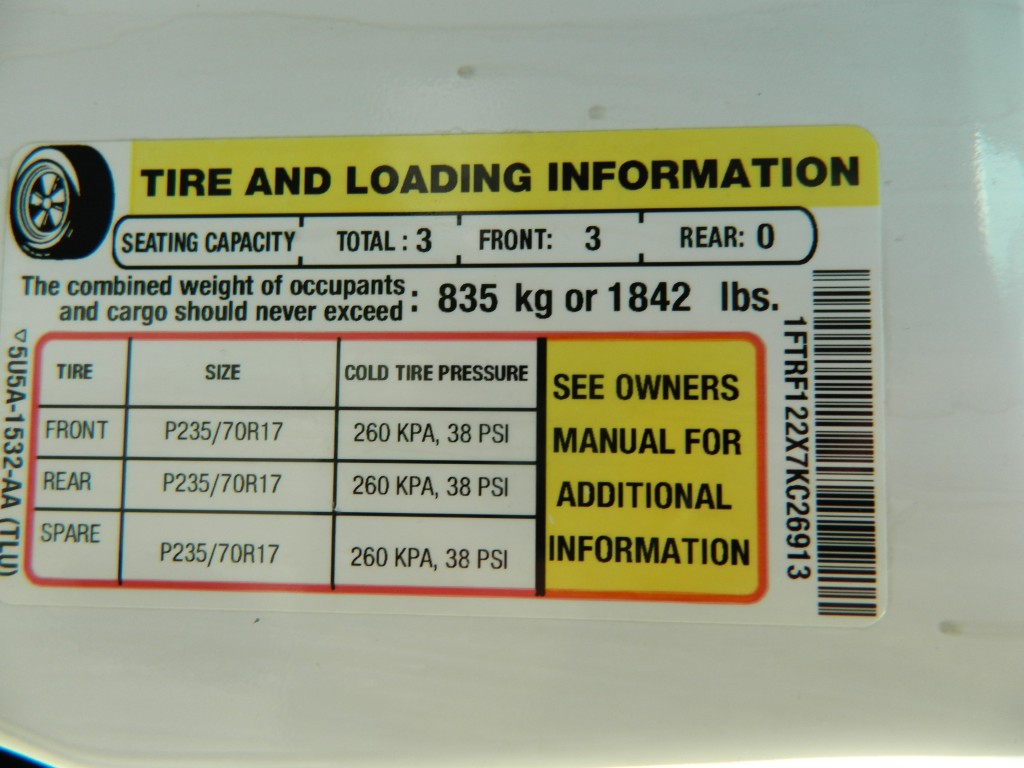 TIRE AND LOADING INFORMATION
SEATING CAPACITY TOTAL : 3 FRONT: 3 REAR: 0
The combined weight of occupants
and cargo should never exceed : 835 kg or 1842 lbs.
TIRE SIZE COLD TIRE PRESSURE
FRONT P235/70R17 260 KPA, 38 PSI
REAR P235/70R17 260 KPA, 38 PSI
SPARE P235/70R17 260 KPA, 38 PSI
SEE OWNERS
MANUAL FOR
ADDITIONAL
INFORMATION
1FTRF122X7KC26913
5U5A-1532-AA (TLU)